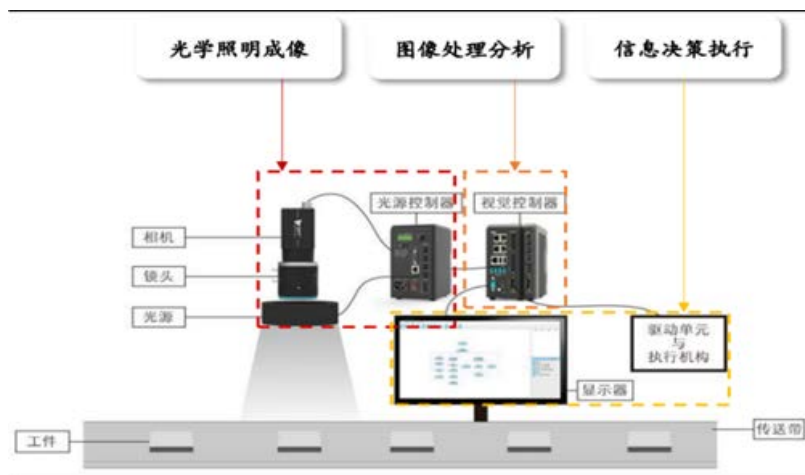 光学照明成像
图像处理分析
信息决策执行
光源控制器
视觉控制器
相机
镜头
光源
驱动单元
与
执行机构
显示器
传送带
工件